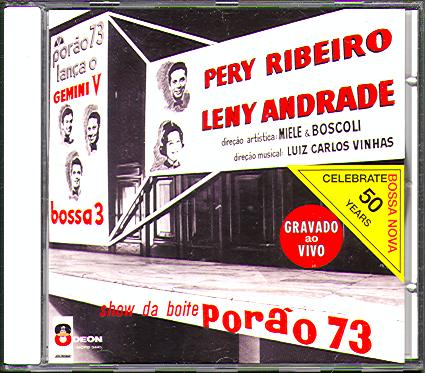 porão 73
lança o
GEMINI V
bossa 3
PERY RIBEIRO
LENY ANDRADE
direção artística: MIELE & BOSCOLI
direção musical: LUIZ CARLOS VINHAS
CELEBRATE
50
YEARS
BOSSA NOVA
GRAVADO
ao
VIVO
show da boite porão 73
ODEON